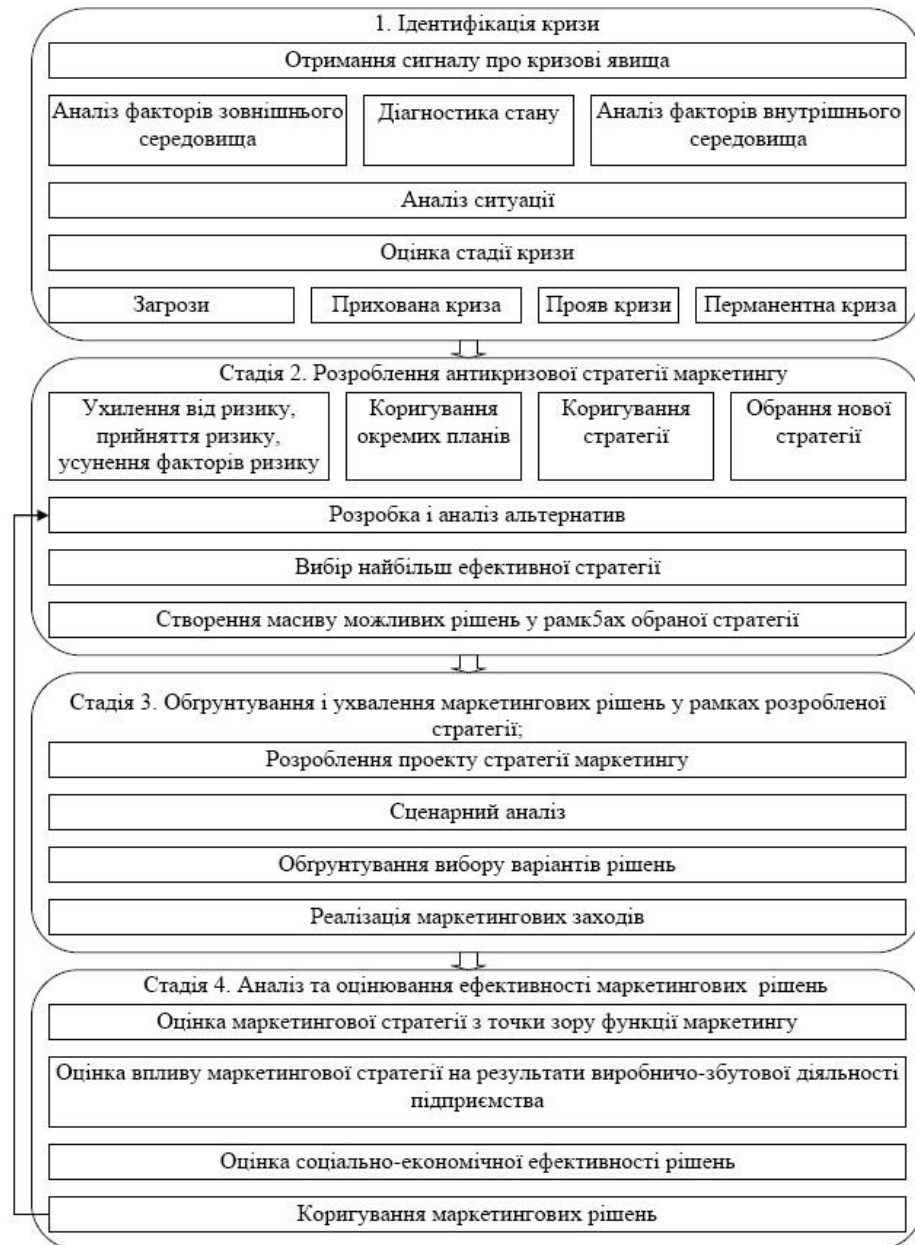 1. Ідентифікація кризи
Отримання сигналу про кризові явища
Аналіз факторів зовнішнього
середовища
Діагностика стану
Аналіз факторів внутрішнього
середовища
Аналіз ситуації
Оцінка стадії кризи
Загрози
Прихована криза
Прояв кризи
Перманентна криза
Стадія 2. Розроблення антикризової стратегії маркетингу
Ухилення від ризику,
прийняття ризику,
усунення факторів ризику
Коригування
окремих планів
Коригування
стратегії
Обрання нової
стратегії
Розробка і аналіз альтернатив
Вибір найбільш ефективної стратегії
Створення масиву можливих рішень у рамк5ах обраної стратегії
Стадія 3. Обґрунтування і ухвалення маркетингових рішень у рамках розробленої
стратегії;
Розроблення проекту стратегії маркетингу
Сценарний аналіз
Обґрунтування вибору варіантів рішень
Реалізація маркетингових заходів
Стадія 4. Аналіз та оцінювання ефективності маркетингових рішень
Оцінка маркетингової стратегії з точки зору функції маркетингу
Оцінка впливу маркетингової стратегії на результати виробничо-збутової діяльності
підприємства
Оцінка соціально-економічної ефективності рішень
Коригування маркетингових рішень